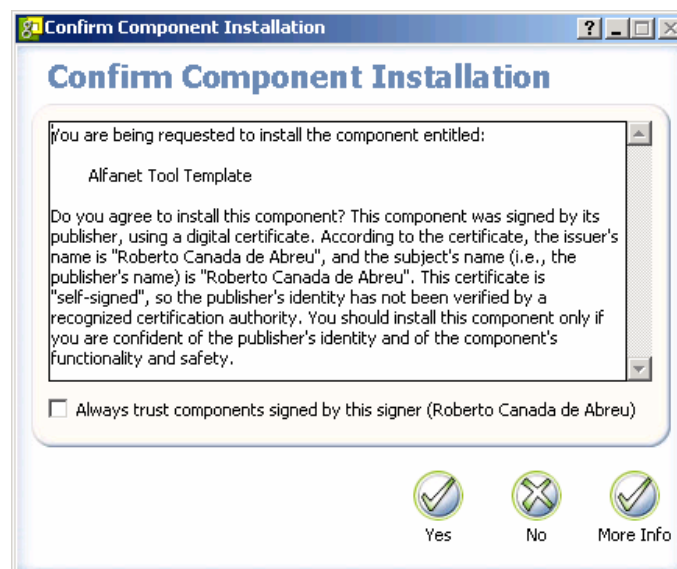 Confirm Component Installation
Confirm Component Installation
You are being requested to install the component entitled:
Alfanet Tool Template
Do you agree to install this component? This component was signed by its
publisher, using a digital certificate. According to the certificate, the issuer's
name is "Roberto Canada de Abreu", and the subject's name (i.e., the
publisher's name) is "Roberto Canada de Abreu". This certificate is
"self-signed", so the publisher's identity has not been verified by a
recognized certification authority. You should install this component only if
you are confident of the publisher's identity and of the component's
functionality and safety.
Always trust components signed by this signer (Roberto Canada de Abreu)
Yes No More Info